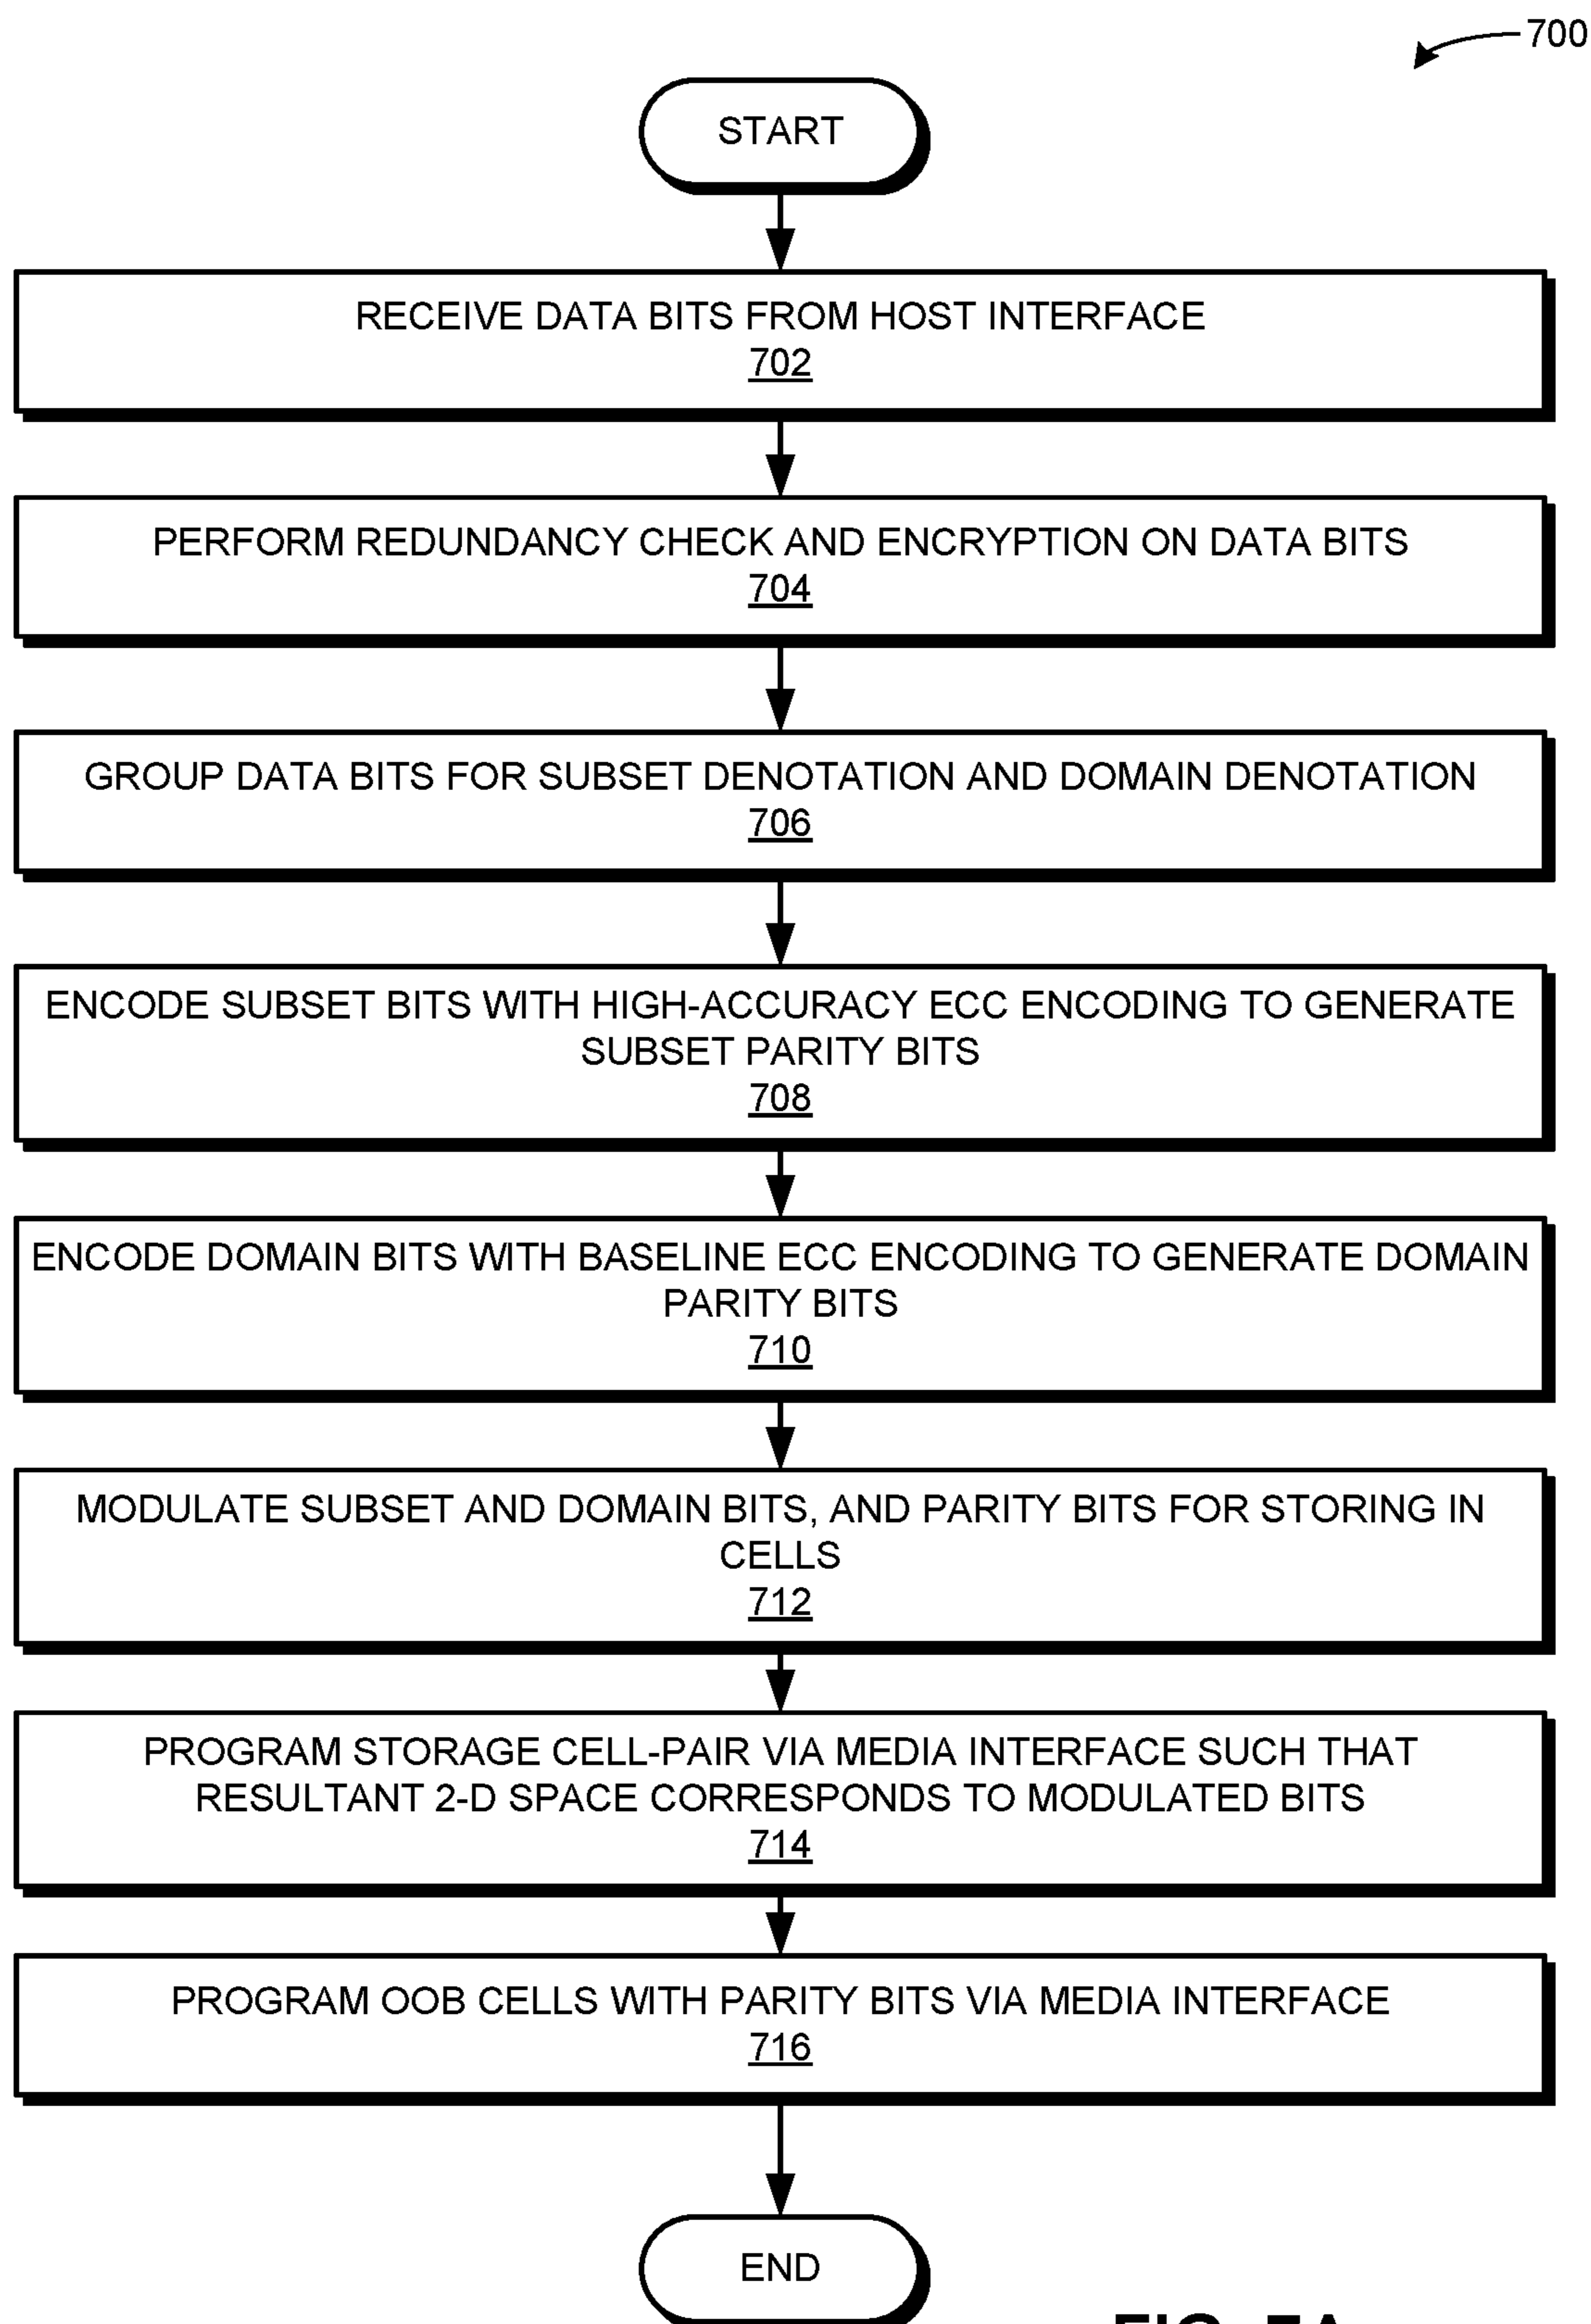 700
START
RECEIVE DATA BITS FROM HOST INTERFACE
702
PERFORM REDUNDANCY CHECK AND ENCRYPTION ON DATA BITS
704
GROUP DATA BITS FOR SUBSET DENOTATION AND DOMAIN DENOTATION
706
ENCODE SUBSET BITS WITH HIGH-ACCURACY ECC ENCODING TO GENERATE
SUBSET PARITY BITS
708
ENCODE DOMAIN BITS WITH BASELINE ECC ENCODING TO GENERATE DOMAIN
PARITY BITS
710
MODULATE SUBSET AND DOMAIN BITS, AND PARITY BITS FOR STORING IN
CELLS
712
PROGRAM STORAGE CELL-PAIR VIA MEDIA INTERFACE SUCH THAT
RESULTANT 2-D SPACE CORRESPONDS TO MODULATED BITS
714
PROGRAM OOB CELLS WITH PARITY BITS VIA MEDIA INTERFACE
716
END